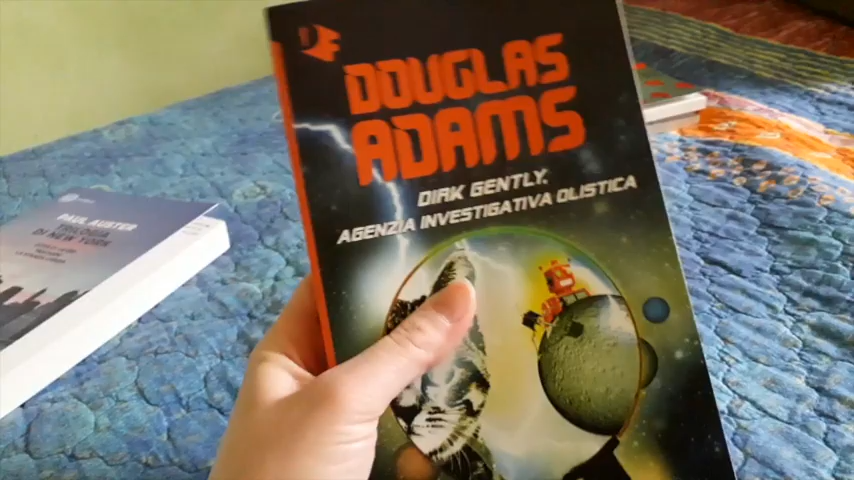 DOUGLAS
ADAMS
DIRK GENTLY,
AGENZIA INVESTIGATIVA OLISTICA
PAUL AUSTER
TRILOGIA
DI NEW YORK